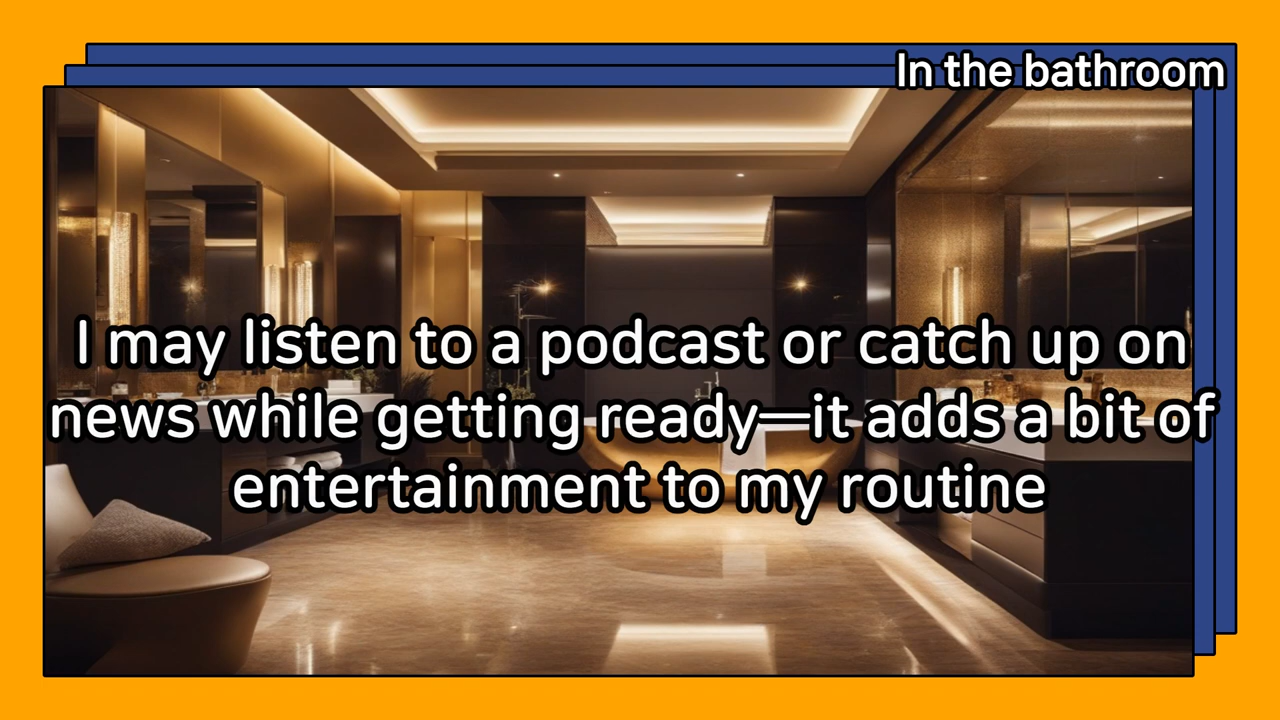 In the bathroom
I may listen to a podcast or catch up on
news while getting ready—it adds a bit of
entertainment to my routine